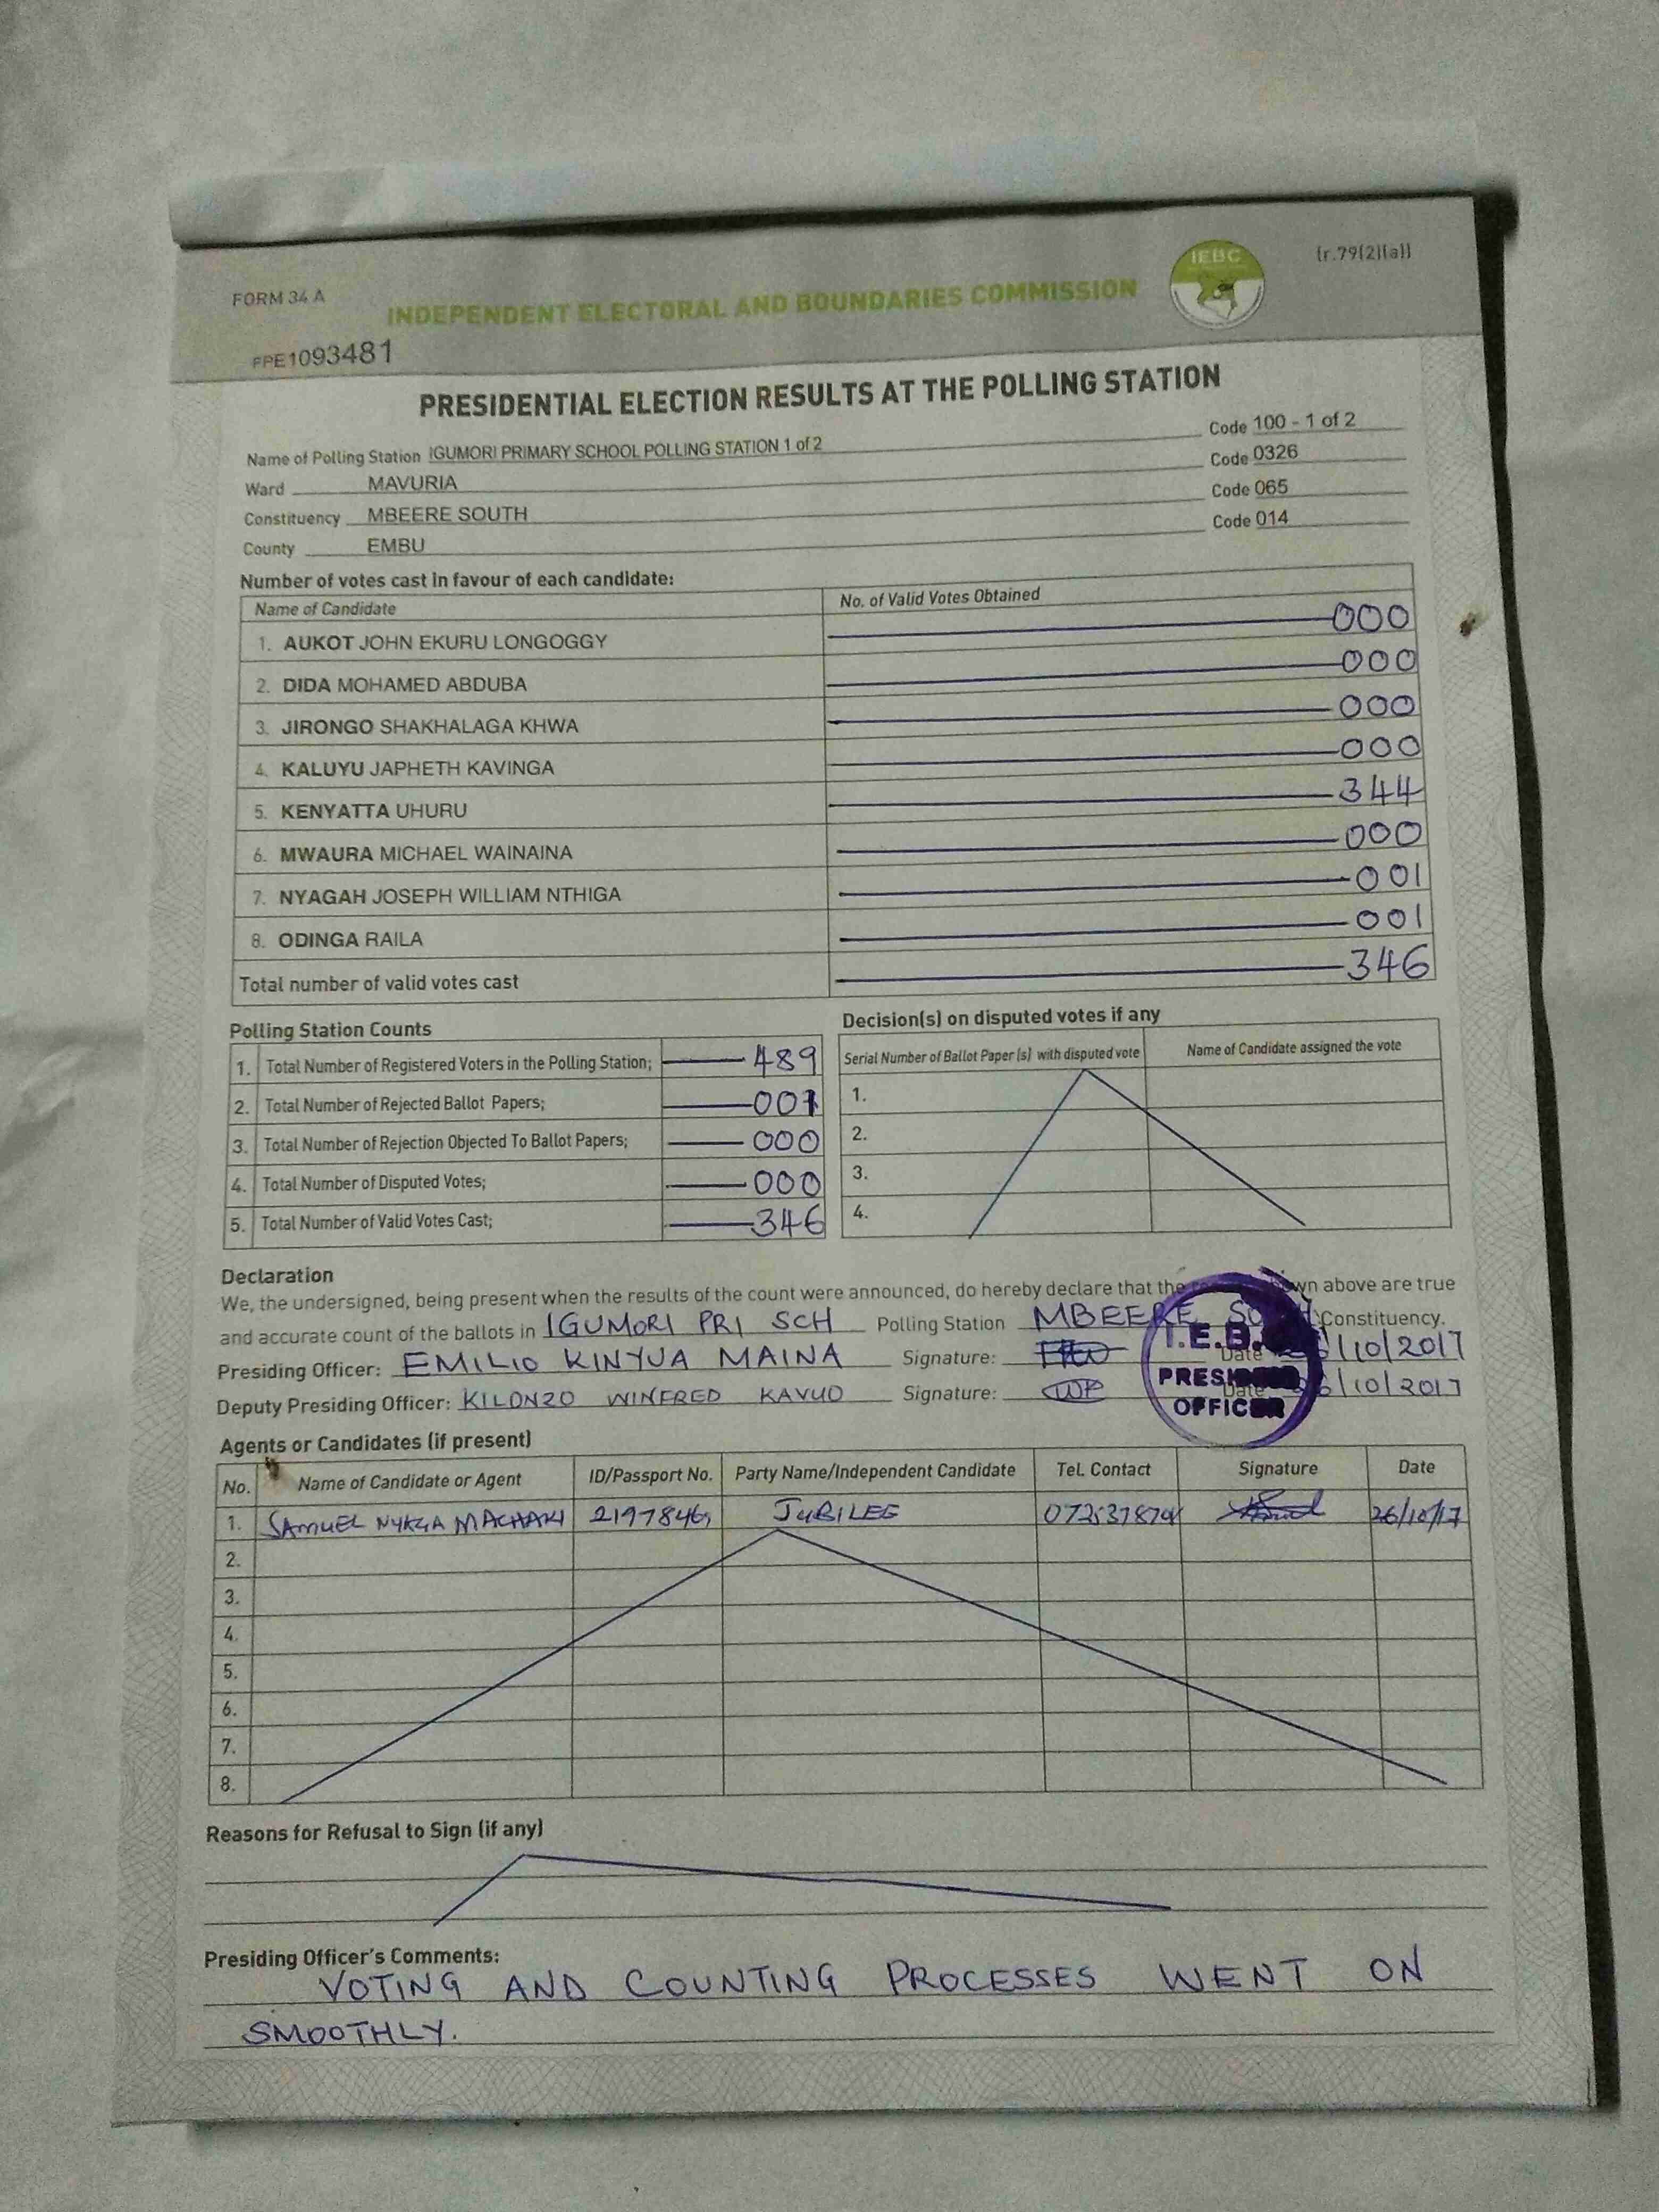 IEBC
(r.79(2)(a))
FORM 34 A
INDEPENDENT ELECTORAL AND BOUNDARIES COMMISSION
PPE1093481
PRESIDENTIAL ELECTION RESULTS AT THE POLLING STATION
Name of Polling Station IGUMORI PRIMARY SCHOOL POLLING STATION 1 of 2 Code 100 - 1 of 2
Ward MAVURIA Code 0326
Constituency MBEERE SOUTH Code 065
County EMBU Code 014
Number of votes cast in favour of each candidate:
Name of Candidate No. of Valid Votes Obtained
1. AUKOT JOHN EKURU LONGOGGY 000
2. DIDA MOHAMED ABDUBA 000
3. JIRONGO SHAKHALAGA KHWA 000
4. KALUYU JAPHETH KAVINGA 000
5. KENYATTA UHURU 344
6. MWAURA MICHAEL WAINAINA 000
7. NYAGAH JOSEPH WILLIAM NTHIGA 001
8. ODINGA RAILA 001
Total number of valid votes cast 346
Polling Station Counts
1. Total Number of Registered Voters in the Polling Station; 489
2. Total Number of Rejected Ballot Papers; 001
3. Total Number of Rejection Objected To Ballot Papers; 000
4. Total Number of Disputed Votes; 000
5. Total Number of Valid Votes Cast; 346
Decision(s) on disputed votes if any
Serial Number of Ballot Paper (s) with disputed vote Name of Candidate assigned the vote
1.
2.
3.
4.
Declaration
We, the undersigned, being present when the results of the count were announced, do hereby declare that the shown above are true
and accurate count of the ballots in IGUMORI PRI SCH Polling Station MBEERE Constituency.
Presiding Officer: EMILIO KINYUA MAINA Signature: Date 26/10/2017
Deputy Presiding Officer: KILONZO WINFRED KAVUO Signature: Date 26/10/2017
I.E.B.C
PRESIDING
OFFICER
Agents or Candidates (if present)
No. Name of Candidate or Agent ID/Passport No. Party Name/Independent Candidate Tel. Contact Signature Date
1. SAMUEL NYAGA JUBILEE 26/10/17
2.
3.
4.
5.
6.
7.
8.
Reasons for Refusal to Sign (if any)
Presiding Officer's Comments:
VOTING AND COUNTING PROCESSES WENT ON
SMOOTHLY.